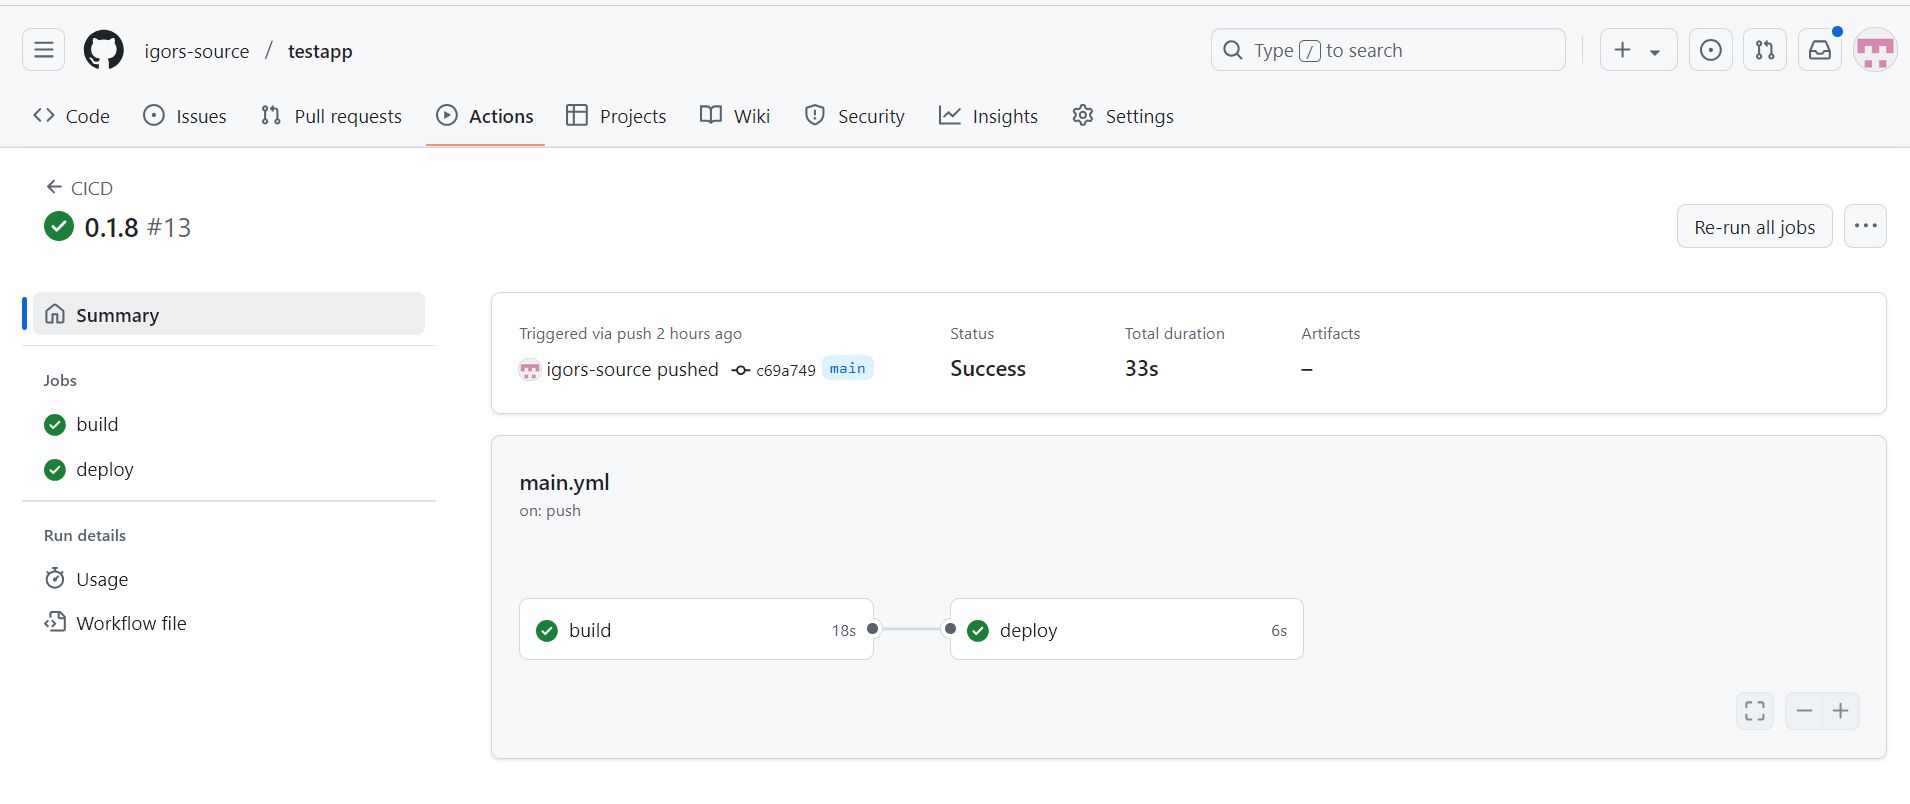 igors-source / testapp
Type / to search
Code Issues Pull requests Actions Projects Wiki Security Insights Settings
CICD
0.1.8 #13
Re-run all jobs
Summary
Jobs
build
deploy
Run details
Usage
Workflow file
Triggered via push 2 hours ago
igors-source pushed c69a749 main
Status
Success
Total duration
33s
Artifacts
–
main.yml
on: push
build 18s
deploy 6s